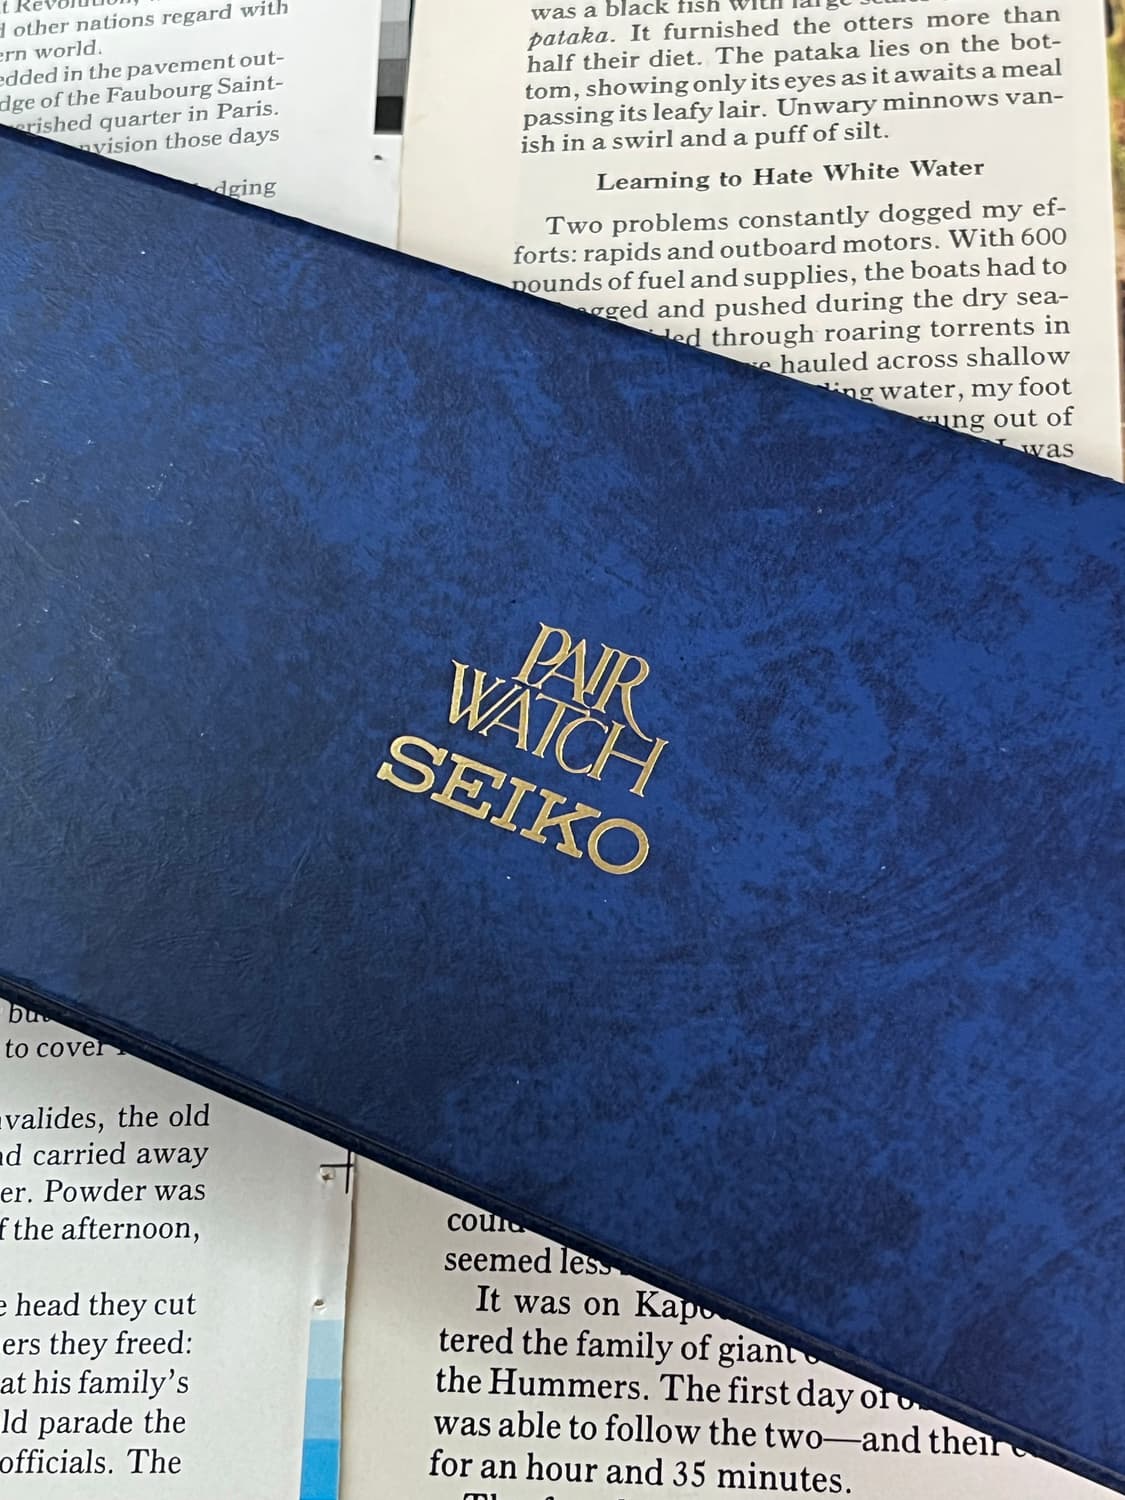 other nations regard with
ern world.
edded in the pavement out-
dge of the Faubourg Saint-
erished quarter in Paris.
nvision those days
dging
was a black fish with large
pataka. It furnished the otters more than
half their diet. The pataka lies on the bot-
tom, showing only its eyes as it awaits a meal
passing its leafy lair. Unwary minnows van-
ish in a swirl and a puff of silt.
Learning to Hate White Water
Two problems constantly dogged my ef-
forts: rapids and outboard motors. With 600
pounds of fuel and supplies, the boats had to
gged and pushed during the dry sea-
led through roaring torrents in
hauled across shallow
ing water, my foot
ung out of
I was
PAIR
WATCH
SEIKO
to cover
valides, the old
d carried away
er. Powder was
f the afternoon,
e head they cut
ers they freed:
at his family's
ld parade the
officials. The
could
seemed less
It was on
tered the family of giant
the Hummers. The first day of
was able to follow the two—and their
for an hour and 35 minutes.